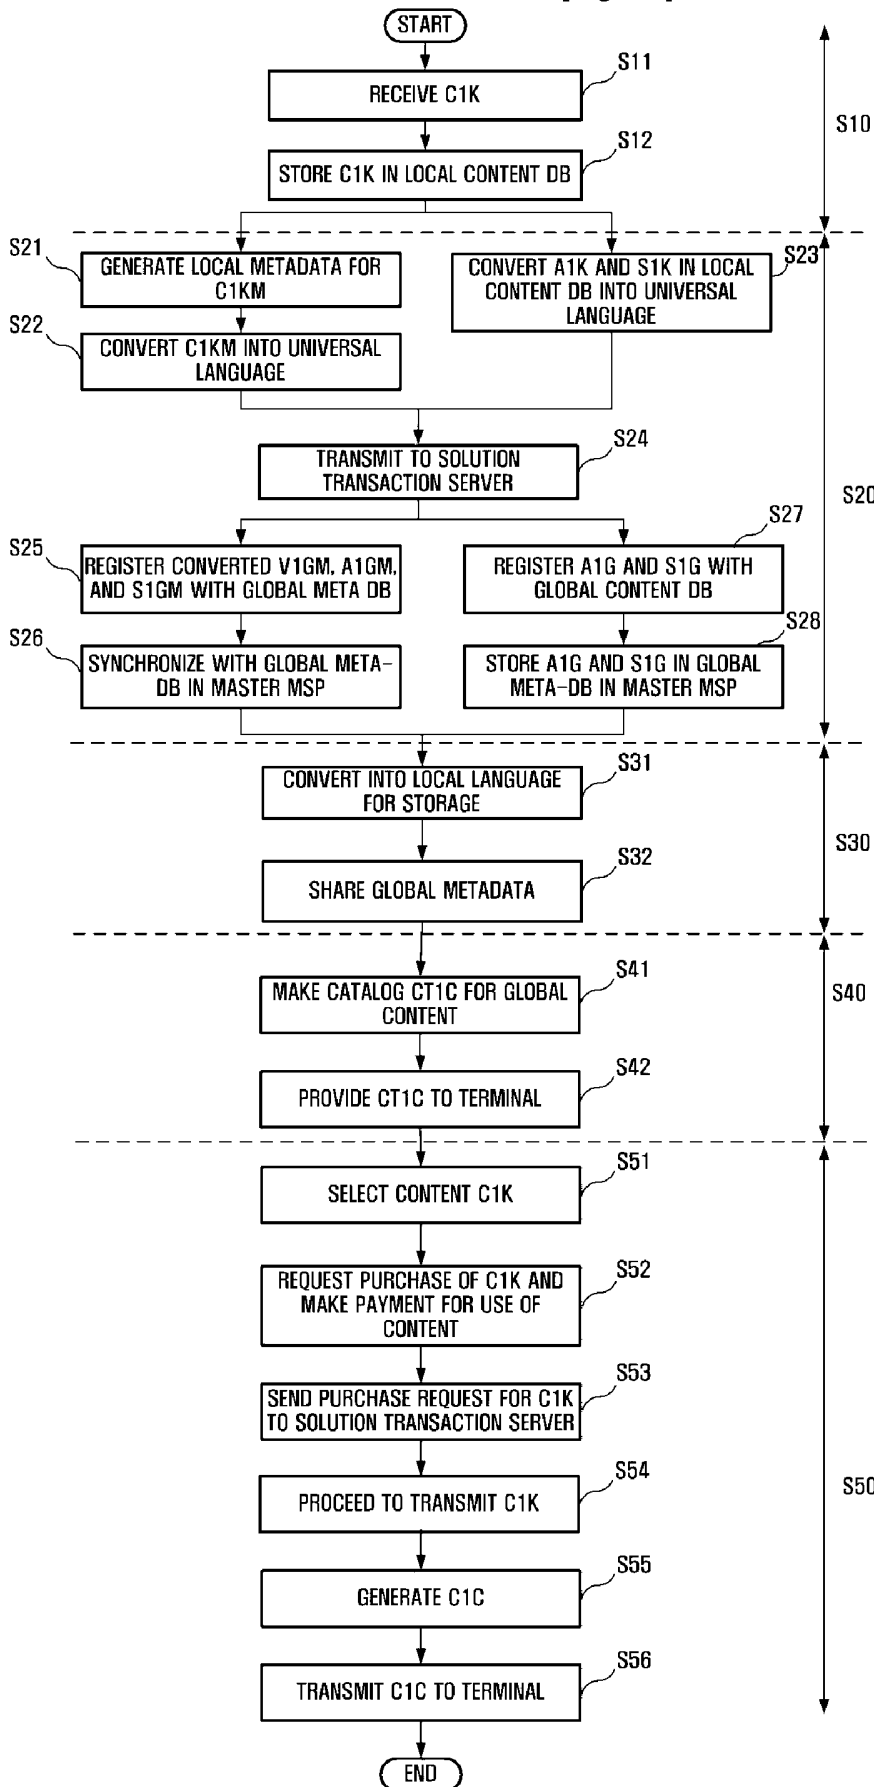 START
S11
RECEIVE C1K
S10
S12
STORE C1K IN LOCAL CONTENT DB
S21
GENERATE LOCAL METADATA FOR
C1KM
S23
CONVERT A1K AND S1K IN LOCAL
CONTENT DB INTO UNIVERSAL
LANGUAGE
S22
CONVERT C1KM INTO UNIVERSAL
LANGUAGE
S24
TRANSMIT TO SOLUTION
TRANSACTION SERVER
S20
S25
REGISTER CONVERTED V1GM, A1GM,
AND S1GM WITH GLOBAL META DB
S27
REGISTER A1G AND S1G WITH
GLOBAL CONTENT DB
S26
SYNCHRONIZE WITH GLOBAL META-
DB IN MASTER MSP
S28
STORE A1G AND S1G IN GLOBAL
META-DB IN MASTER MSP
S31
CONVERT INTO LOCAL LANGUAGE
FOR STORAGE
S30
S32
SHARE GLOBAL METADATA
S41
MAKE CATALOG CT1C FOR GLOBAL
CONTENT
S40
S42
PROVIDE CT1C TO TERMINAL
S51
SELECT CONTENT C1K
S52
REQUEST PURCHASE OF C1K AND
MAKE PAYMENT FOR USE OF
CONTENT
S53
SEND PURCHASE REQUEST FOR C1K
TO SOLUTION TRANSACTION SERVER
S54
PROCEED TO TRANSMIT C1K
S50
S55
GENERATE C1C
S56
TRANSMIT C1C TO TERMINAL
END